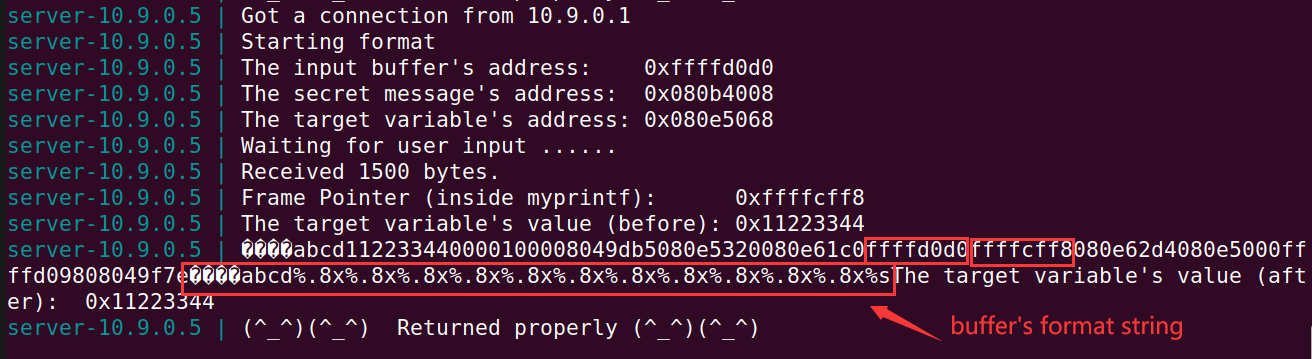 server-10.9.0.5 | Got a connection from 10.9.0.1
server-10.9.0.5 | Starting format
server-10.9.0.5 | The input buffer's address:    0xffffd0d0
server-10.9.0.5 | The secret message's address:  0x080b4008
server-10.9.0.5 | The target variable's address: 0x080e5068
server-10.9.0.5 | Waiting for user input ......
server-10.9.0.5 | Received 1500 bytes.
server-10.9.0.5 | Frame Pointer (inside myprintf):      0xffffcff8
server-10.9.0.5 | The target variable's value (before): 0x11223344
server-10.9.0.5 | ����abcd112233440000100008049db5080e5320080e61c0ffffd0d0ffffcff8080e62d4080e5000ff
ffd09808049f7e����abcd%.8x%.8x%.8x%.8x%.8x%.8x%.8x%.8x%.8x%.8x%.8x%sThe target variable's value (aft
er):  0x11223344
server-10.9.0.5 | (^_^)(^_^)  Returned properly (^_^)(^_^)
buffer's format string